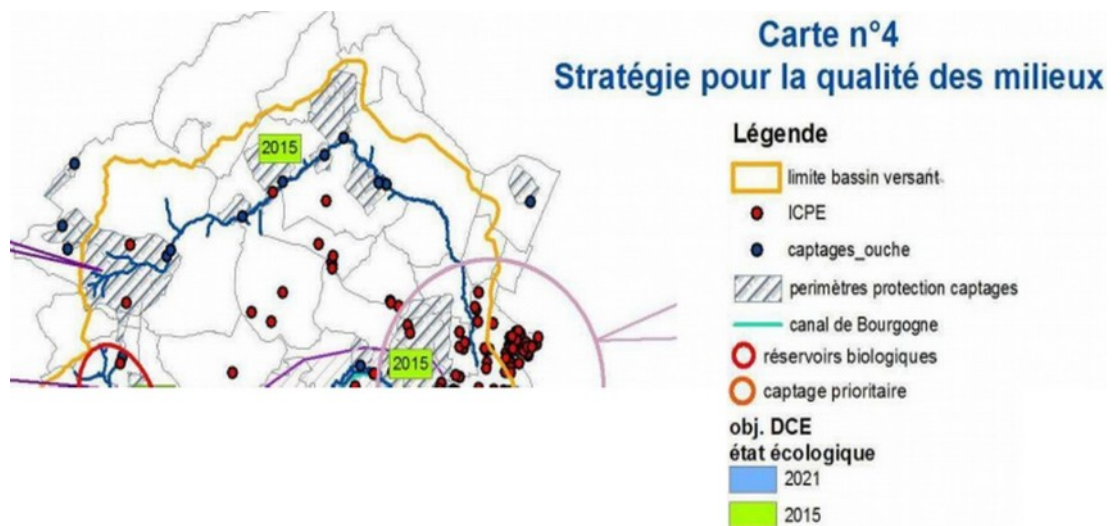 Carte n°4
Stratégie pour la qualité des milieux
Légende
limite bassin versant
ICPE
captages_ouche
perimètres protection captages
canal de Bourgogne
réservoirs biologiques
captage prioritaire
obj. DCE
état écologique
2021
2015
2015
2015